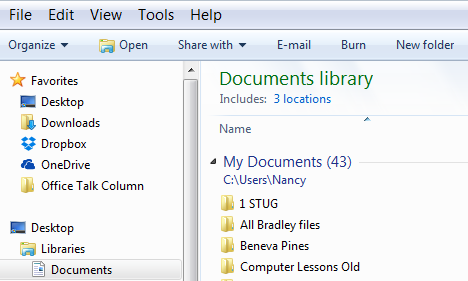 File Edit View Tools Help
Organize Open Share with E-mail Burn New folder
Favorites
Desktop
Downloads
Dropbox
OneDrive
Office Talk Column
Desktop
Libraries
Documents
Documents library
Includes: 3 locations
Name
My Documents (43)
C:\Users\Nancy
1 STUG
All Bradley files
Beneva Pines
Computer Lessons Old